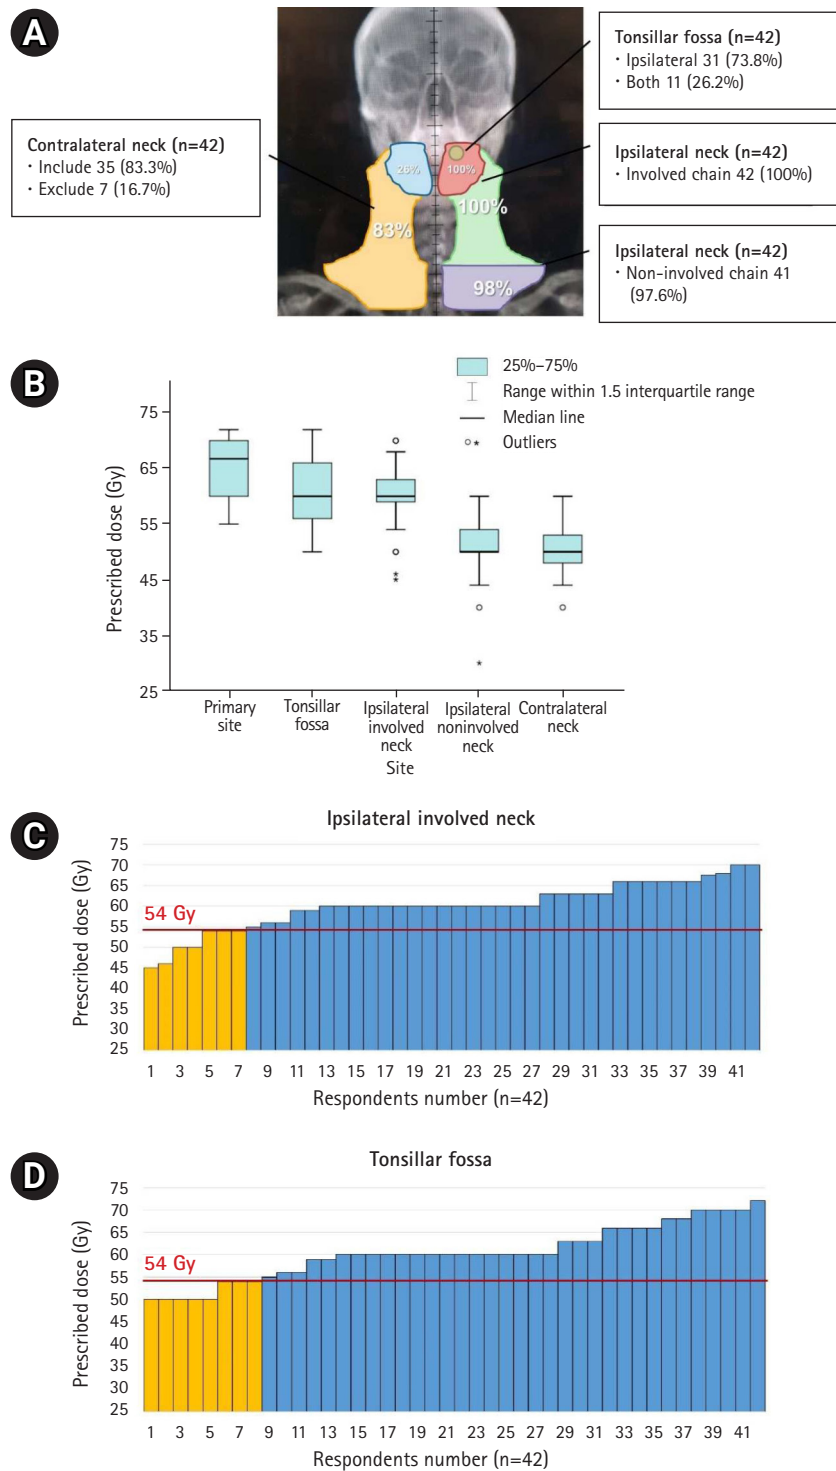 A
Tonsillar fossa (n=42)
· Ipsilateral 31 (73.8%)
· Both 11 (26.2%)
Contralateral neck (n=42)
· Include 35 (83.3%)
· Exclude 7 (16.7%)
Ipsilateral neck (n=42)
· Involved chain 42 (100%)
Ipsilateral neck (n=42)
· Non-involved chain 41
(97.6%)
26%
100%
100%
83%
98%
B
25%–75%
Range within 1.5 interquartile range
Median line
Outliers
Prescribed dose (Gy)
75
65
55
45
35
25
Primary
site
Tonsillar
fossa
Ipsilateral
involved
neck
Ipsilateral
noninvolved
neck
Contralateral
neck
Site
C
Ipsilateral involved neck
Prescribed dose (Gy)
75
70
65
60
55
50
45
40
35
30
25
54 Gy
1 3 5 7 9 11 13 15 17 19 21 23 25 27 29 31 33 35 37 39 41
Respondents number (n=42)
D
Tonsillar fossa
Prescribed dose (Gy)
75
70
65
60
55
50
45
40
35
30
25
54 Gy
1 3 5 7 9 11 13 15 17 19 21 23 25 27 29 31 33 35 37 39 41
Respondents number (n=42)